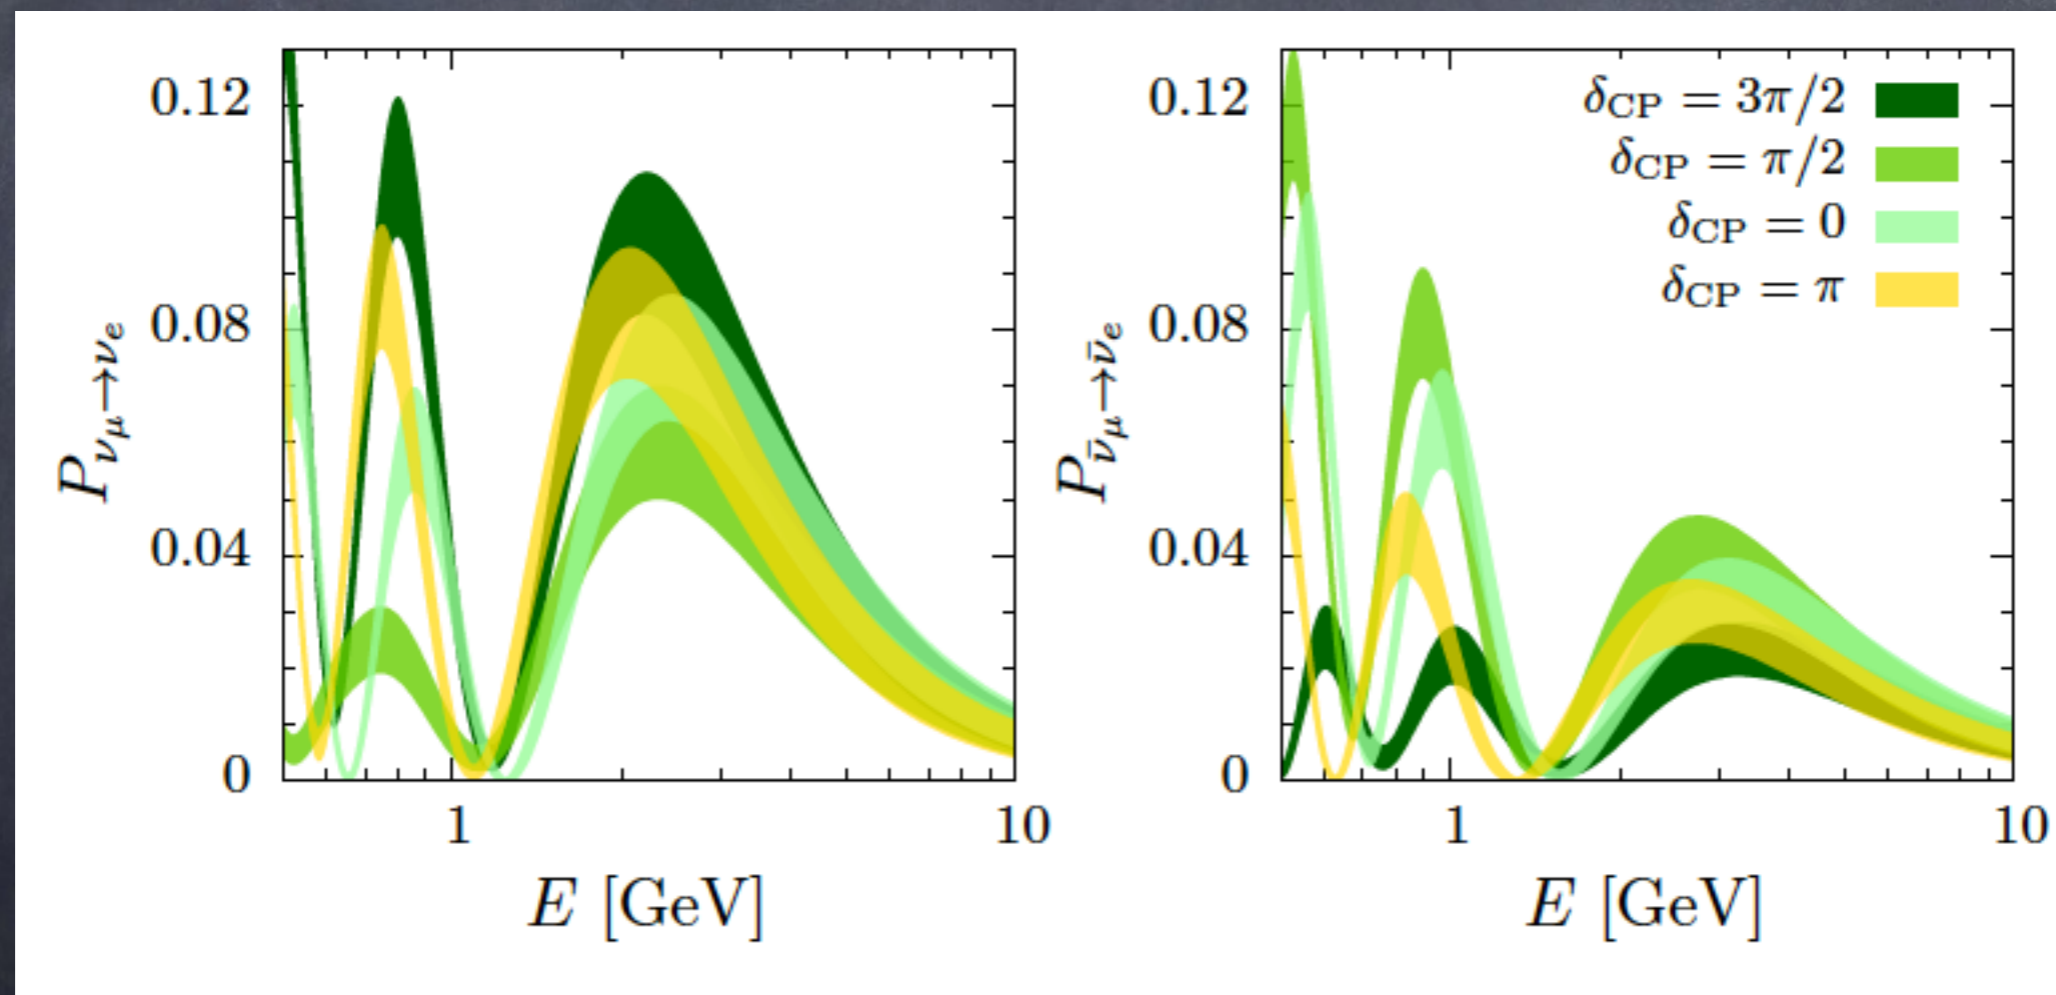 0.12
0.08
0.04
0
1
10
P_{ν_μ→ν_e}
E [GeV]
0.12
0.08
0.04
0
1
10
P_{ν̄_μ→ν̄_e}
E [GeV]
δ_CP = 3π/2
δ_CP = π/2
δ_CP = 0
δ_CP = π